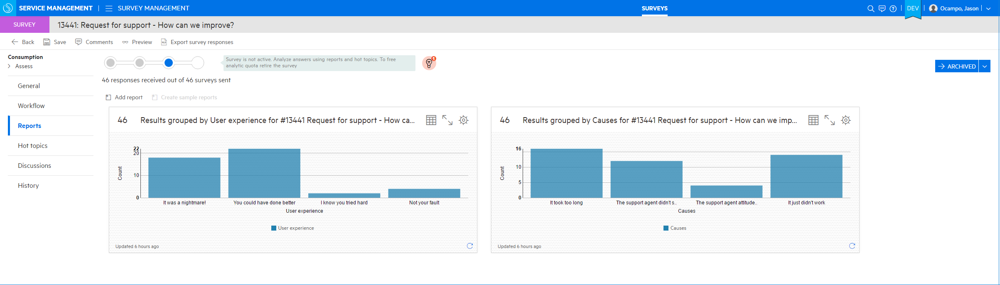 SERVICE MANAGEMENT | SURVEY MANAGEMENT SURVEYS DEV Ocampo, Jason
SURVEY 13441: Request for support - How can we improve?
Back Save Comments Preview XLS Export survey responses
Consumption
Assess
General
Workflow
Reports
Hot topics
Discussions
History
Survey is not active. Analyze answers using reports and hot topics. To free
analytic quota retire the survey
1
ARCHIVED
46 responses received out of 46 surveys sent
Add report Create sample reports
46 Results grouped by User experience for #13441 Request for support - How ca...
22
20
10
0
Count
It was a nightmare! You could have done better I know you tried hard Not your fault
User experience
User experience
Updated 6 hours ago
46 Results grouped by Causes for #13441 Request for support - How can we imp...
16
10
5
0
Count
It took too long The support agent didn't s.. The support agent attitude.. It just didn't work
Causes
Causes
Updated 6 hours ago